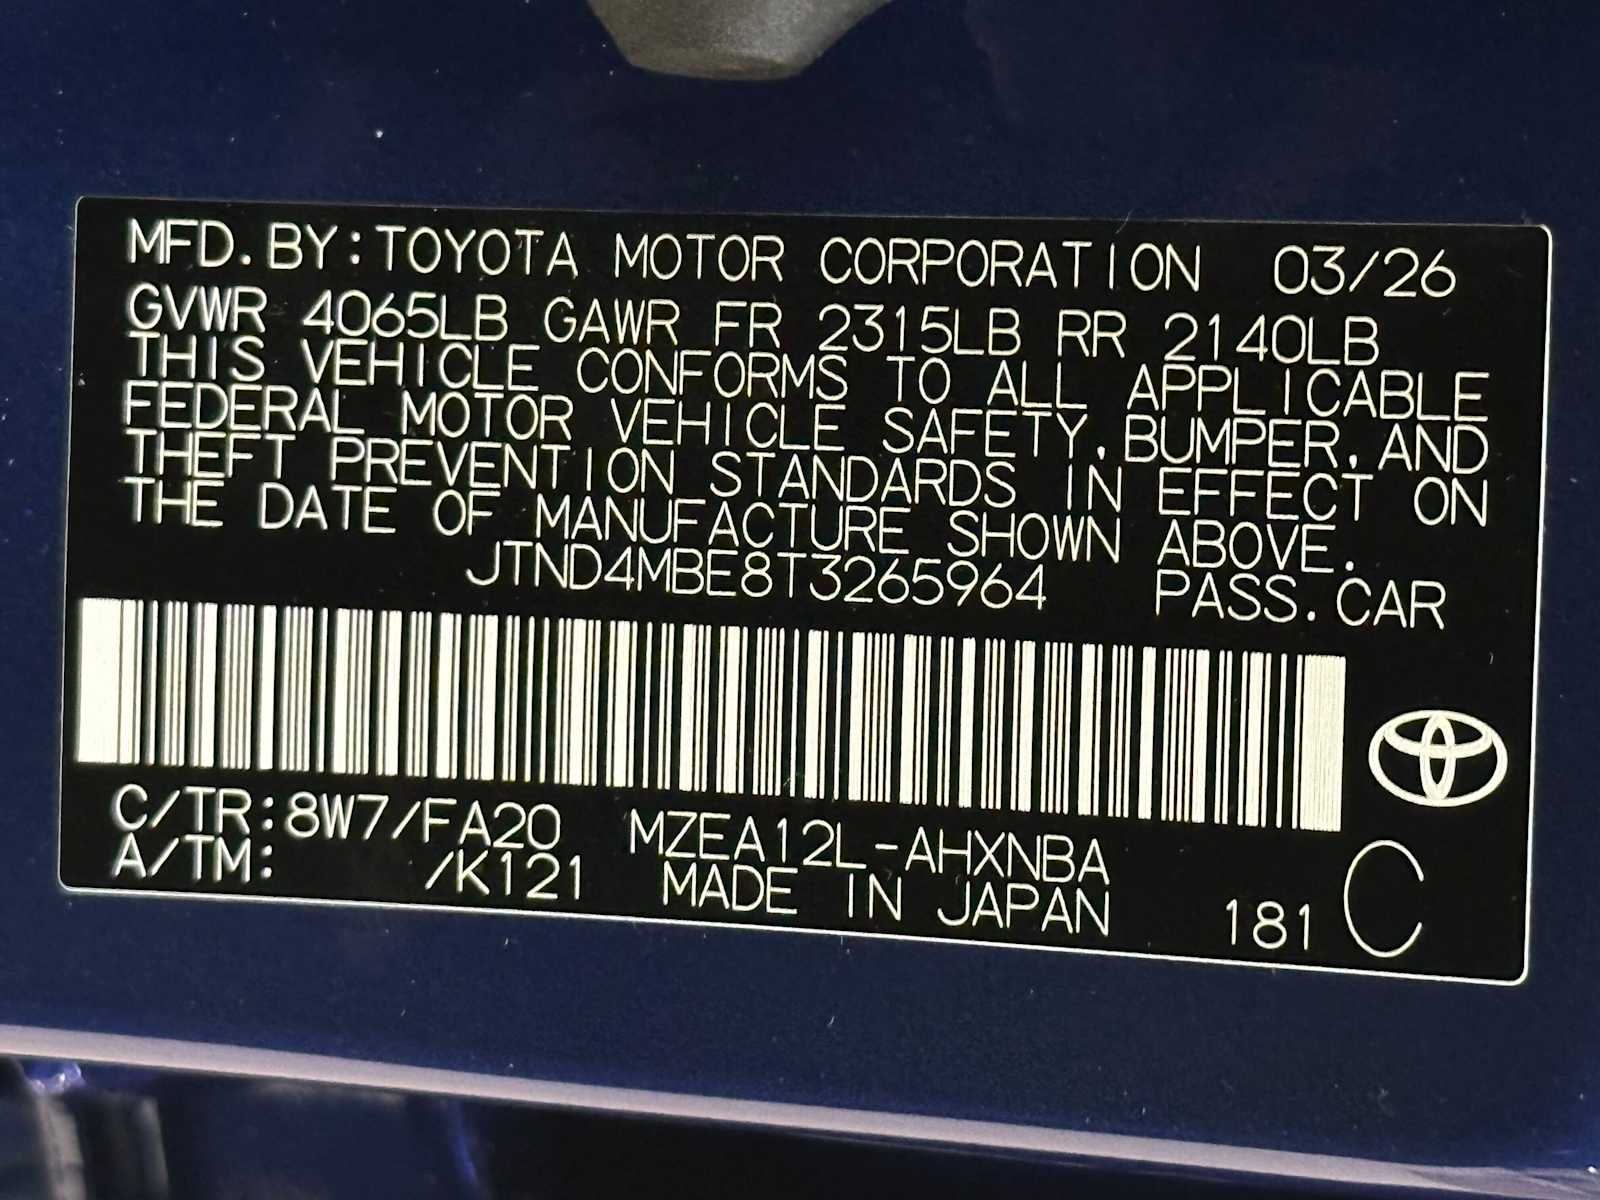 MFD. BY: TOYOTA MOTOR CORPORATION 03/26
GVWR 4065LB GAWR FR 2315LB RR 2140LB
THIS VEHICLE CONFORMS TO ALL APPLICABLE
FEDERAL MOTOR VEHICLE SAFETY, BUMPER, AND
THEFT PREVENTION STANDARDS IN EFFECT ON
THE DATE OF MANUFACTURE SHOWN ABOVE.
JTND4MBE8T3265964 PASS. CAR
C/TR: 8W7/FA20 MZEA12L-AHXNBA
A/TM: /K121 MADE IN JAPAN 181 C